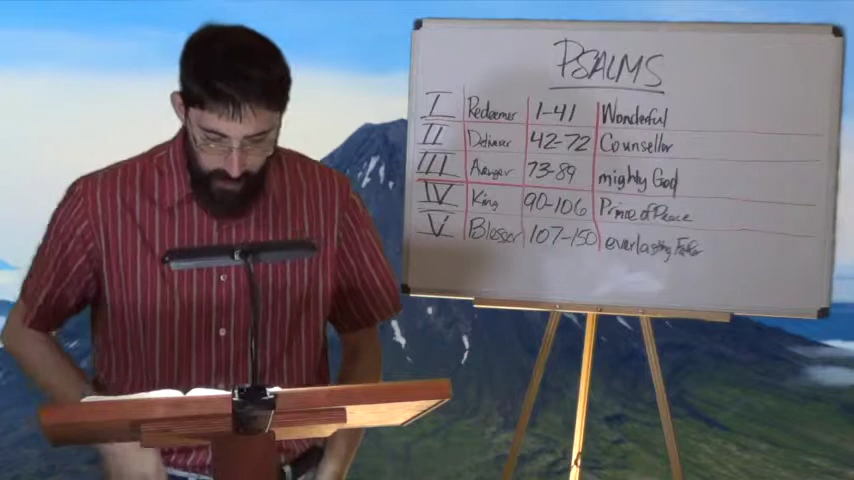 PSALMS
I Redeemer 1-41 Wonderful
II Deliverer 42-72 Counsellor
III Avenger 73-89 mighty God
IV King 90-106 Prince of Peace
V Blesser 107-150 everlasting Father